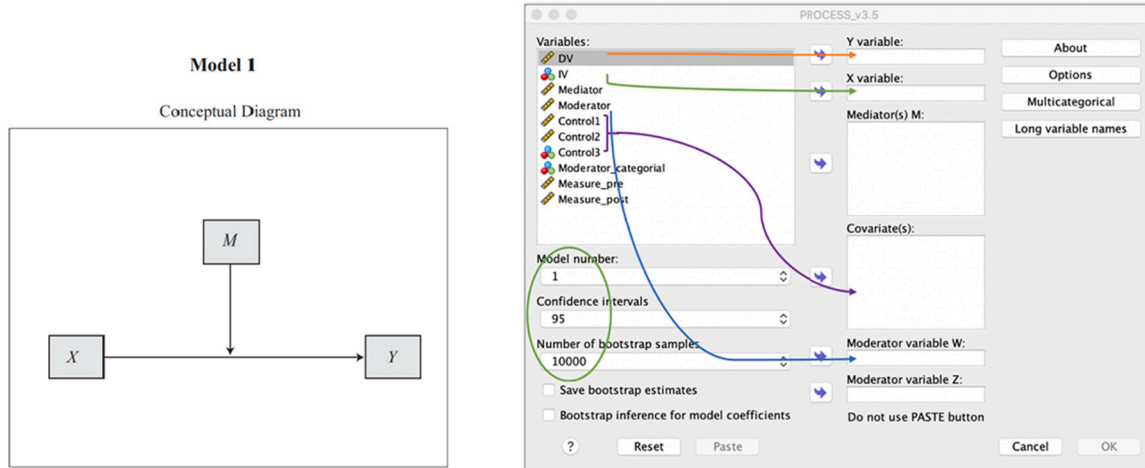 Model 1
Conceptual Diagram
M
X
Y
PROCESS_v3.5
Variables:
DV
IV
Mediator
Moderator
Control1
Control2
Control3
Moderator_categorial
Measure_pre
Measure_post
Model number:
1
Confidence intervals
95
Number of bootstrap samples
10000
Save bootstrap estimates
Bootstrap inference for model coefficients
?
Reset
Paste
Y variable:
X variable:
Mediator(s) M:
Covariate(s):
Moderator variable W:
Moderator variable Z:
Do not use PASTE button
About
Options
Multicategorical
Long variable names
Cancel
OK